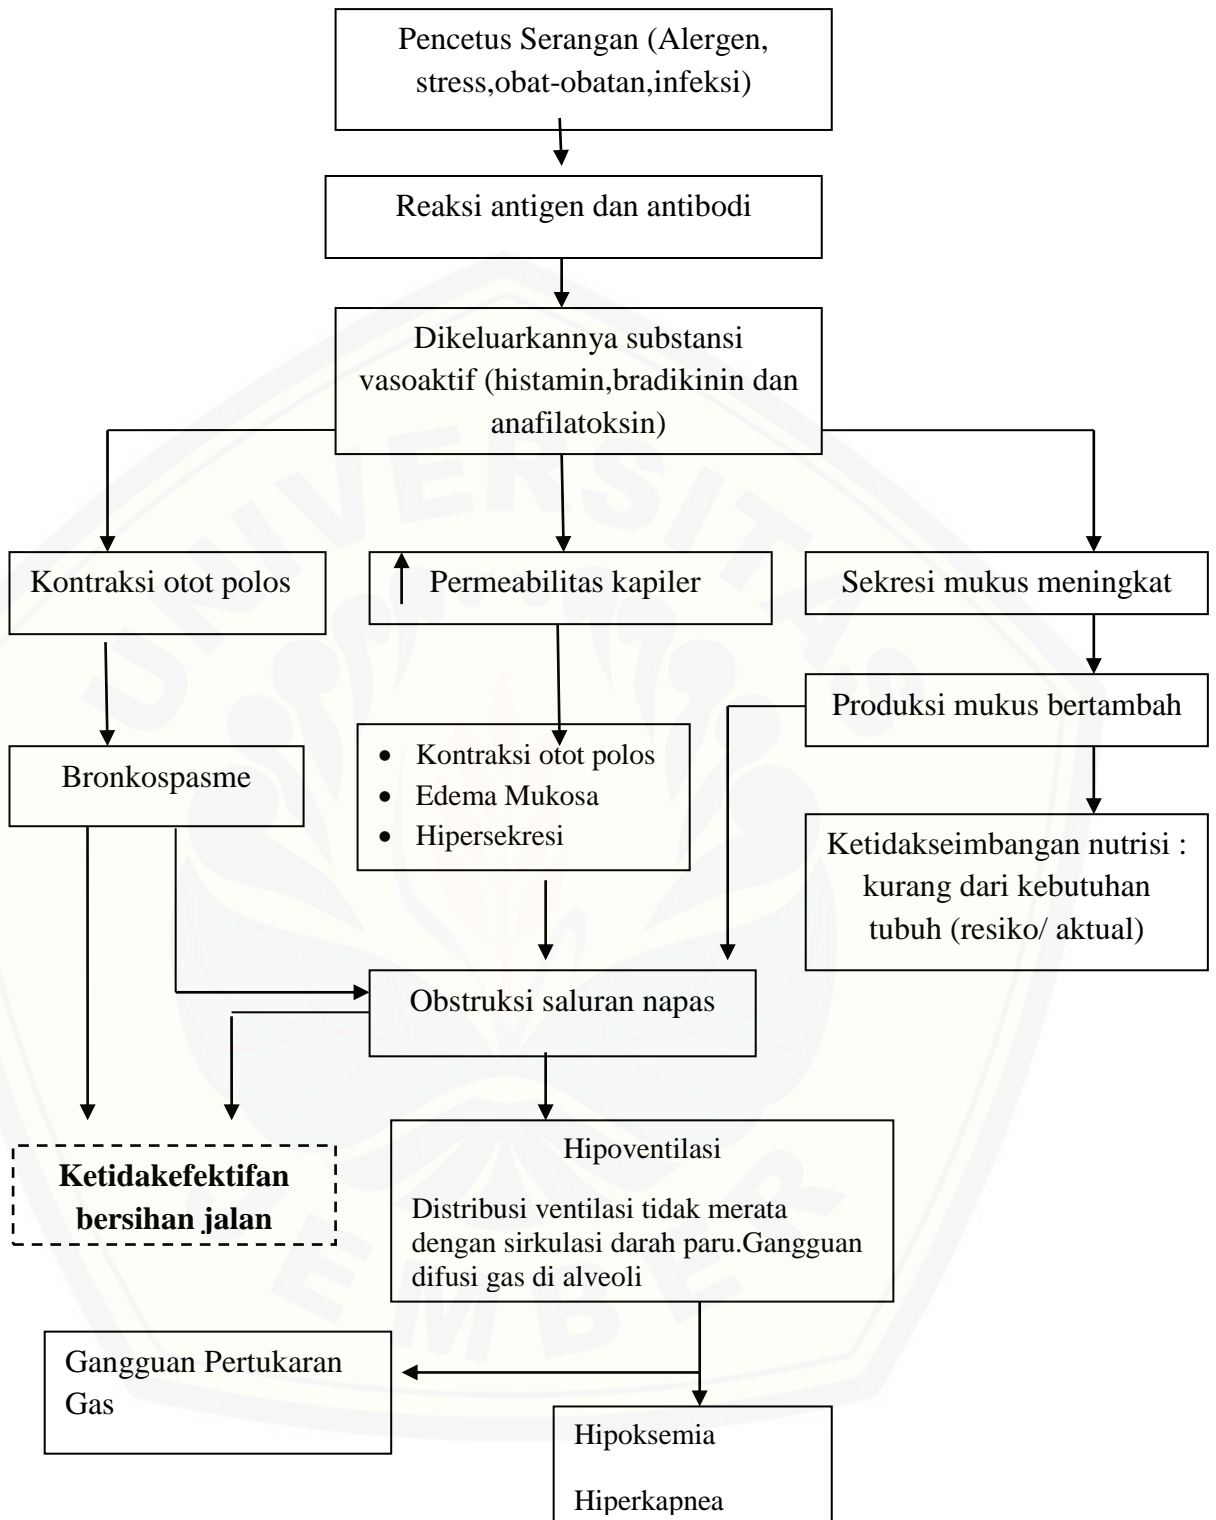 Pencetus Serangan (Alergen,
stress,obat-obatan,infeksi)
Reaksi antigen dan antibodi
Dikeluarkannya substansi
vasoaktif (histamin,bradikinin dan
anafilatoksin)
Kontraksi otot polos
↑ Permeabilitas kapiler
Sekresi mukus meningkat
Produksi mukus bertambah
Bronkospasme
• Kontraksi otot polos
• Edema Mukosa
• Hipersekresi
Ketidakseimbangan nutrisi :
kurang dari kebutuhan
tubuh (resiko/ aktual)
Obstruksi saluran napas
Ketidakefektifan
bersihan jalan
Hipoventilasi
Distribusi ventilasi tidak merata
dengan sirkulasi darah paru.Gangguan
difusi gas di alveoli
Gangguan Pertukaran
Gas
Hipoksemia
Hiperkapnea
UNIVERSITAS
JEMBER